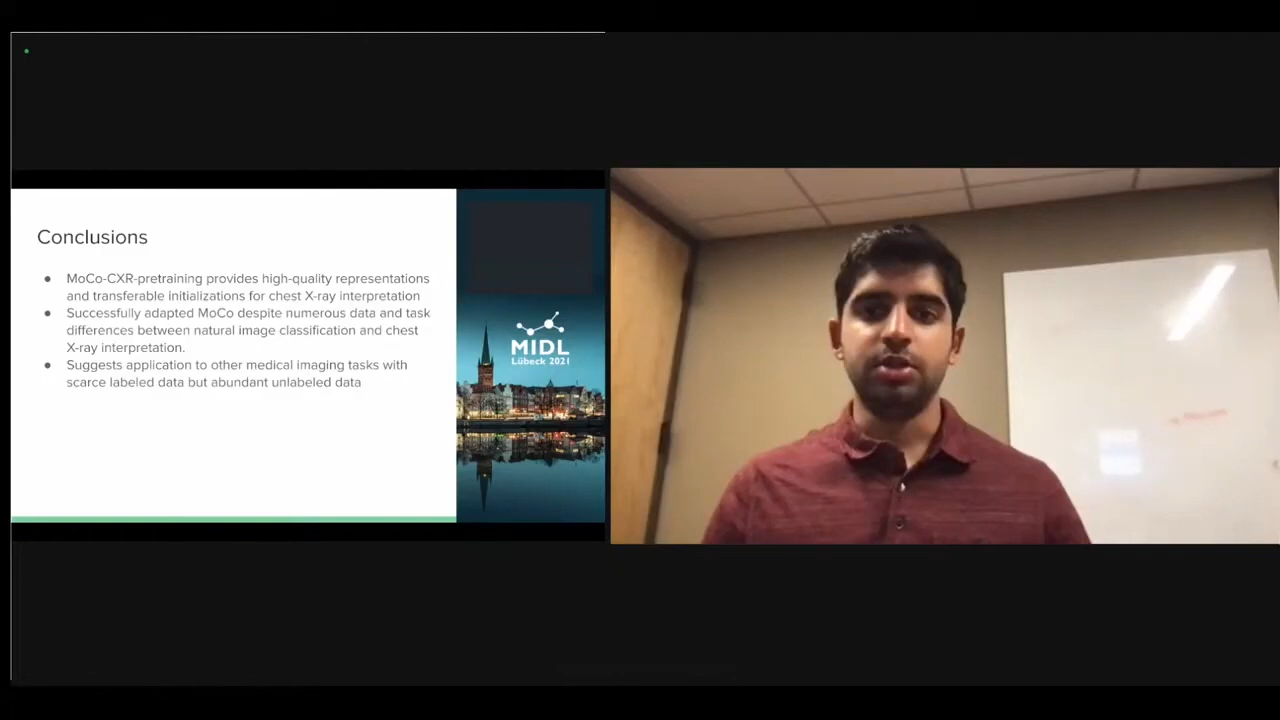 Conclusions
● MoCo-CXR-pretraining provides high-quality representations
and transferable initializations for chest X-ray interpretation
● Successfully adapted MoCo despite numerous data and task
differences between natural image classification and chest
X-ray interpretation.
● Suggests application to other medical imaging tasks with
scarce labeled data but abundant unlabeled data
MIDL
Lübeck 2021